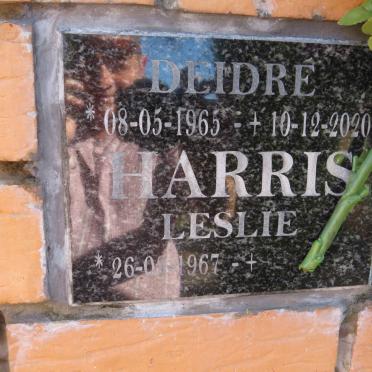 DEIDRE
* 08-05-1965 - + 10-12-2020
HARRIS
LESLIE
* - +